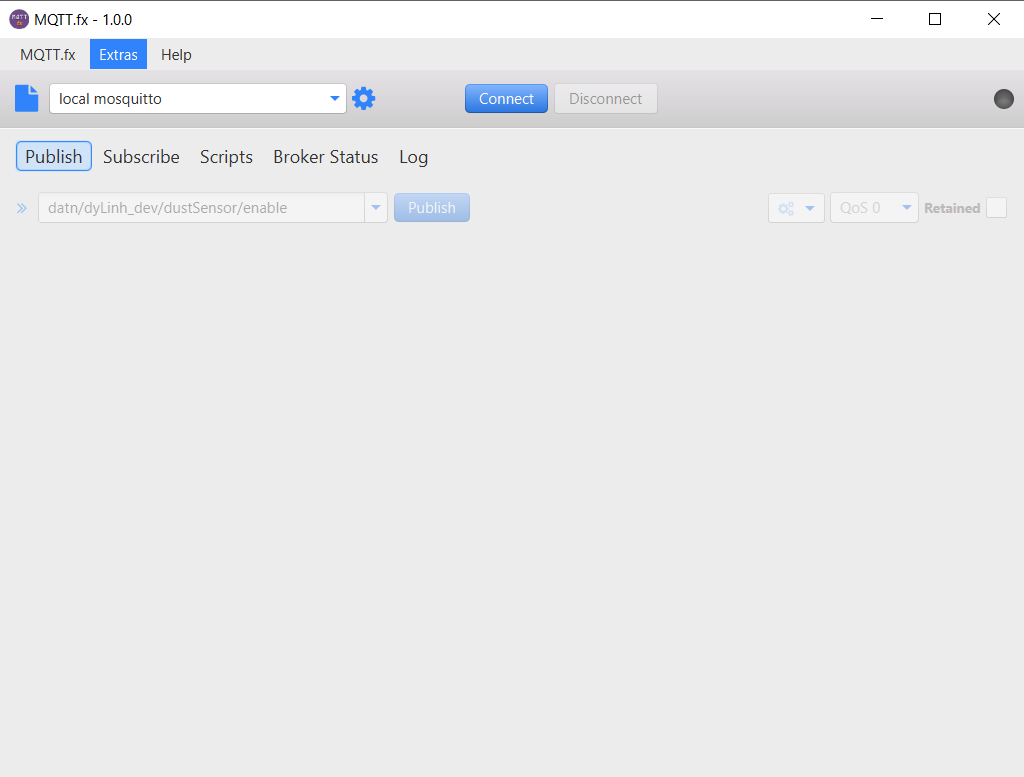 MQTT.fx - 1.0.0
MQTT.fx Extras Help
local mosquitto Connect Disconnect
Publish Subscribe Scripts Broker Status Log
datn/dyLinh_dev/dustSensor/enable Publish QoS 0 Retained